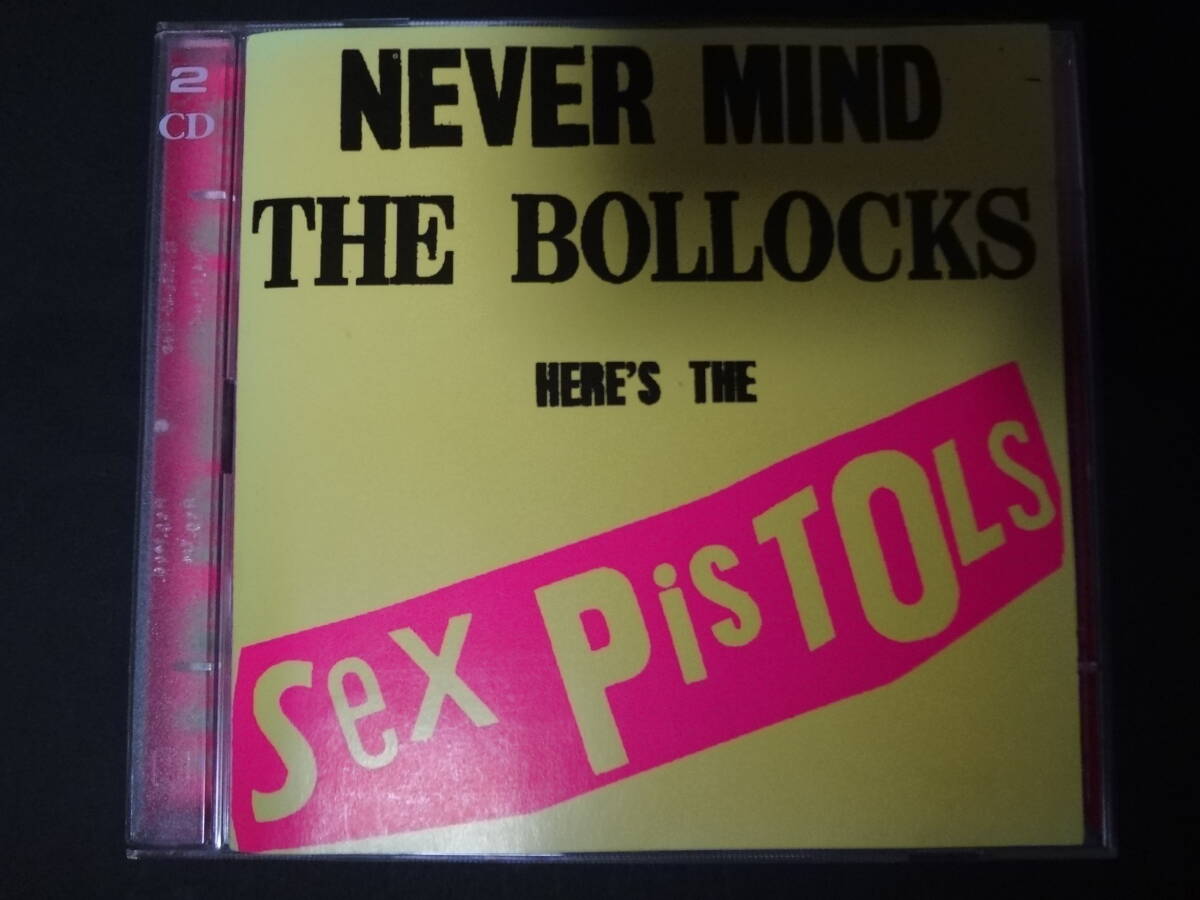 2
CD
NEVER MIND
THE BOLLOCKS
HERE'S THE
Sex PisTOLS